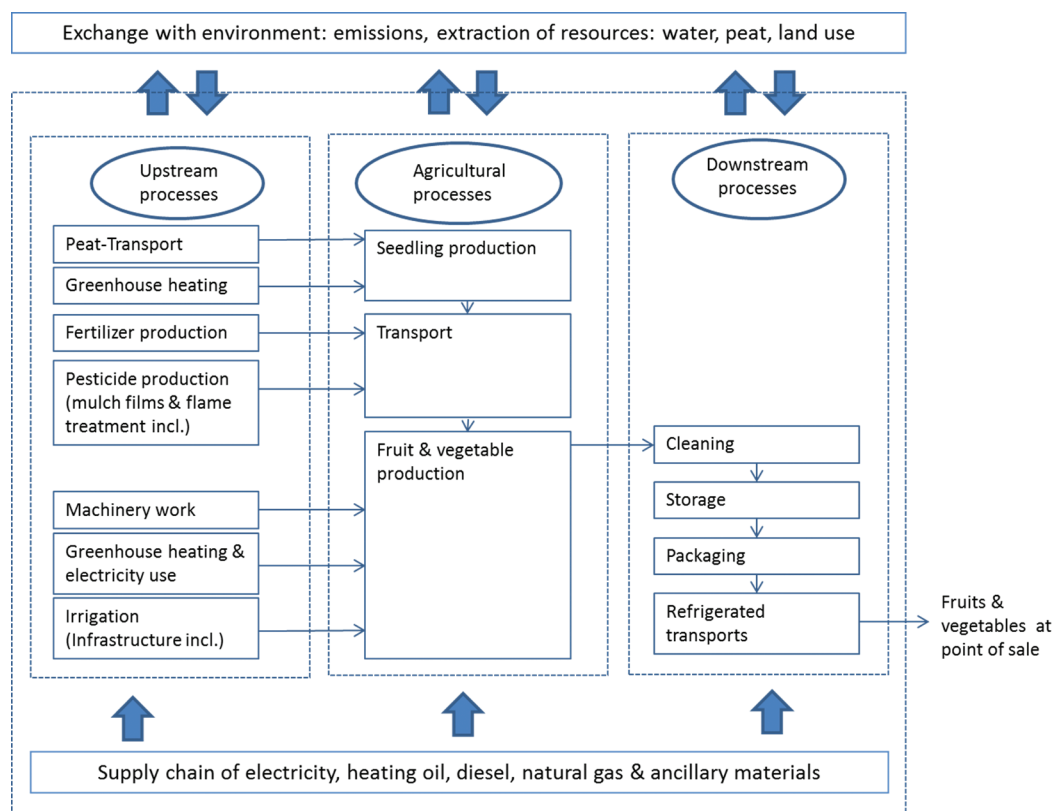 Exchange with environment: emissions, extraction of resources: water, peat, land use
Upstream
processes
Agricultural
processes
Downstream
processes
Peat-Transport
Greenhouse heating
Fertilizer production
Pesticide production
(mulch films & flame
treatment incl.)
Machinery work
Greenhouse heating &
electricity use
Irrigation
(Infrastructure incl.)
Seedling production
Transport
Fruit & vegetable
production
Cleaning
Storage
Packaging
Refrigerated
transports
Fruits &
vegetables at
point of sale
Supply chain of electricity, heating oil, diesel, natural gas & ancillary materials